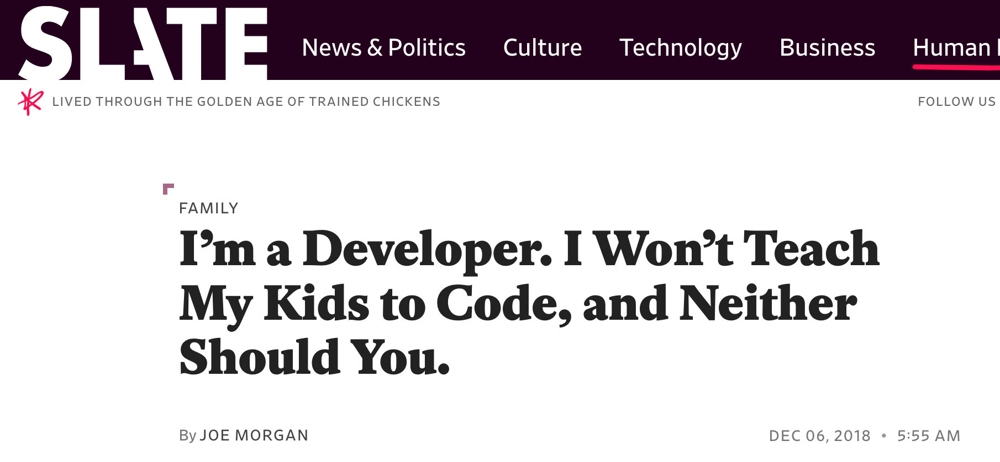 SLATE
News & Politics Culture Technology Business Human
LIVED THROUGH THE GOLDEN AGE OF TRAINED CHICKENS
FOLLOW US
FAMILY
I’m a Developer. I Won’t Teach
My Kids to Code, and Neither
Should You.
By JOE MORGAN
DEC 06, 2018 • 5:55 AM